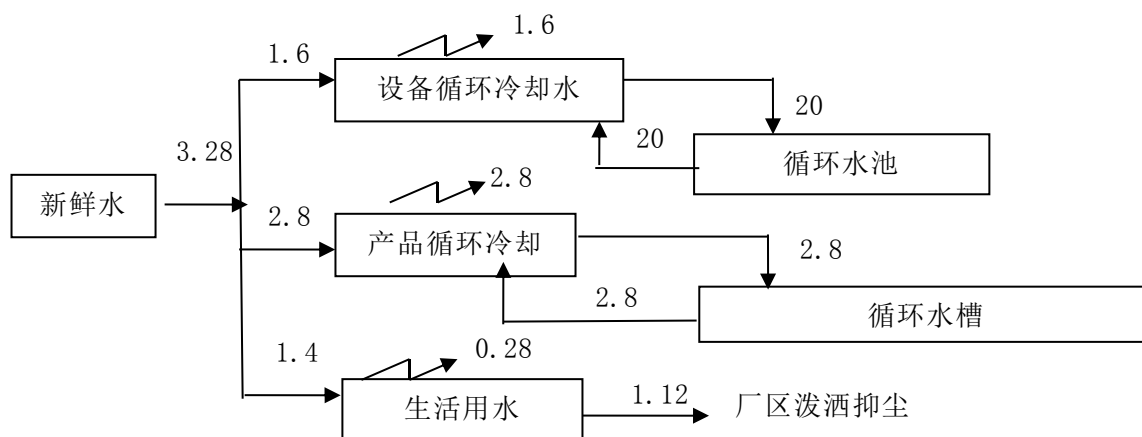 1.6
1.6
设备循环冷却水
20
20
循环水池
3.28
新鲜水
2.8
2.8
产品循环冷却
2.8
2.8
循环水槽
1.4
0.28
生活用水
1.12
厂区泼洒抑尘